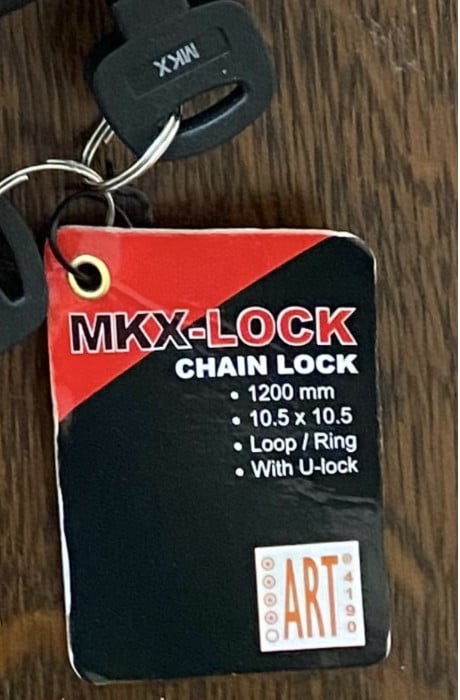 MKX
MKX-LOCK
CHAIN LOCK
• 1200 mm
• 10.5 x 10.5
• Loop / Ring
• With U-lock
ART®
4190